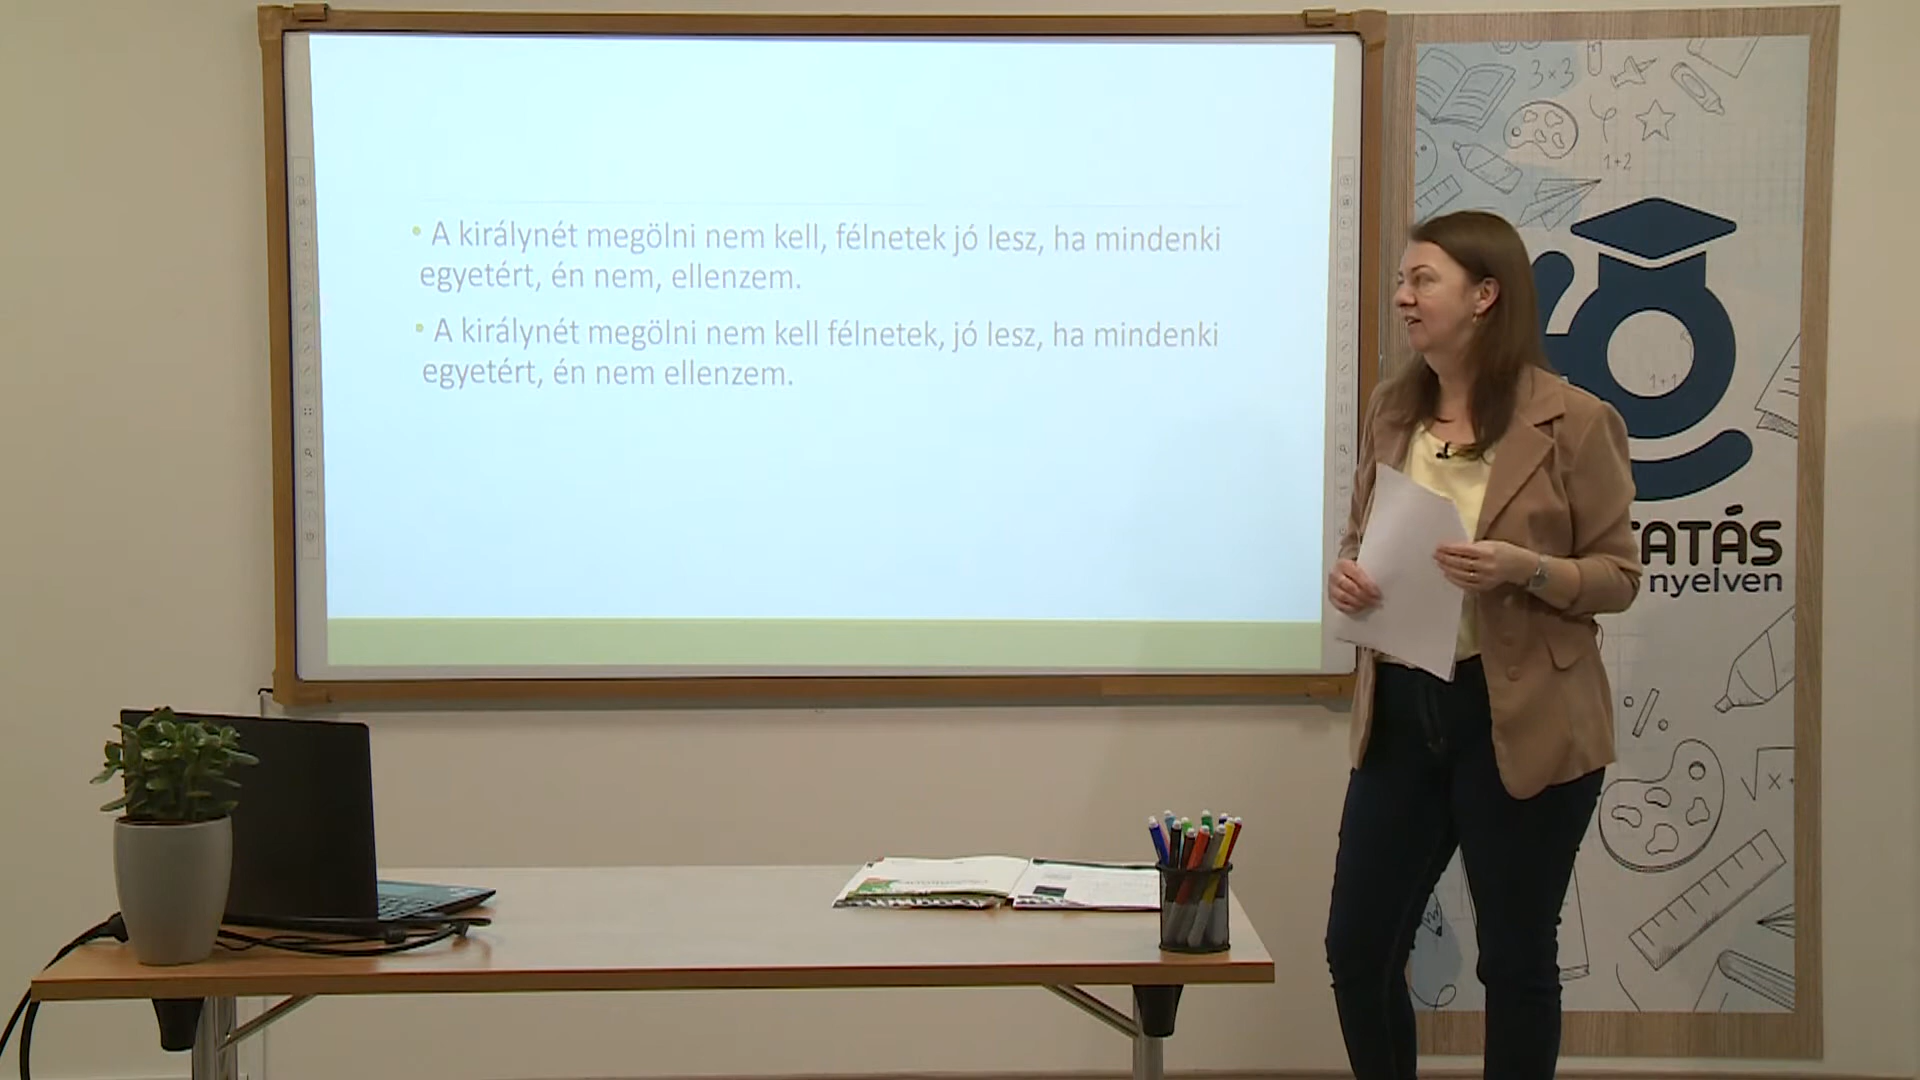 • A királynét megölni nem kell, félnetek jó lesz, ha mindenki
egyetért, én nem, ellenzem.
• A királynét megölni nem kell félnetek, jó lesz, ha mindenki
egyetért, én nem ellenzem.
3×3
1+2
1+1
TATÁS
nyelven
√x+